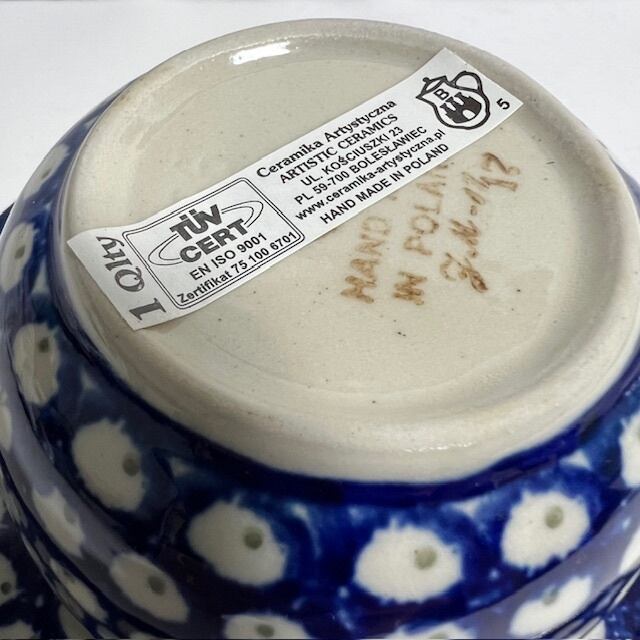 1 Qlty
TÜV
CERT
EN ISO 9001
Zertifikat 75 100 6701
Ceramika Artystyczna
ARTISTIC CERAMICS
UL. KOŚCIUSZKI 23
PL 59-700 BOLESŁAWIEC
www.ceramika-artystyczna.pl
HAND MADE IN POLAND
B
5
HAND
IN POLAN